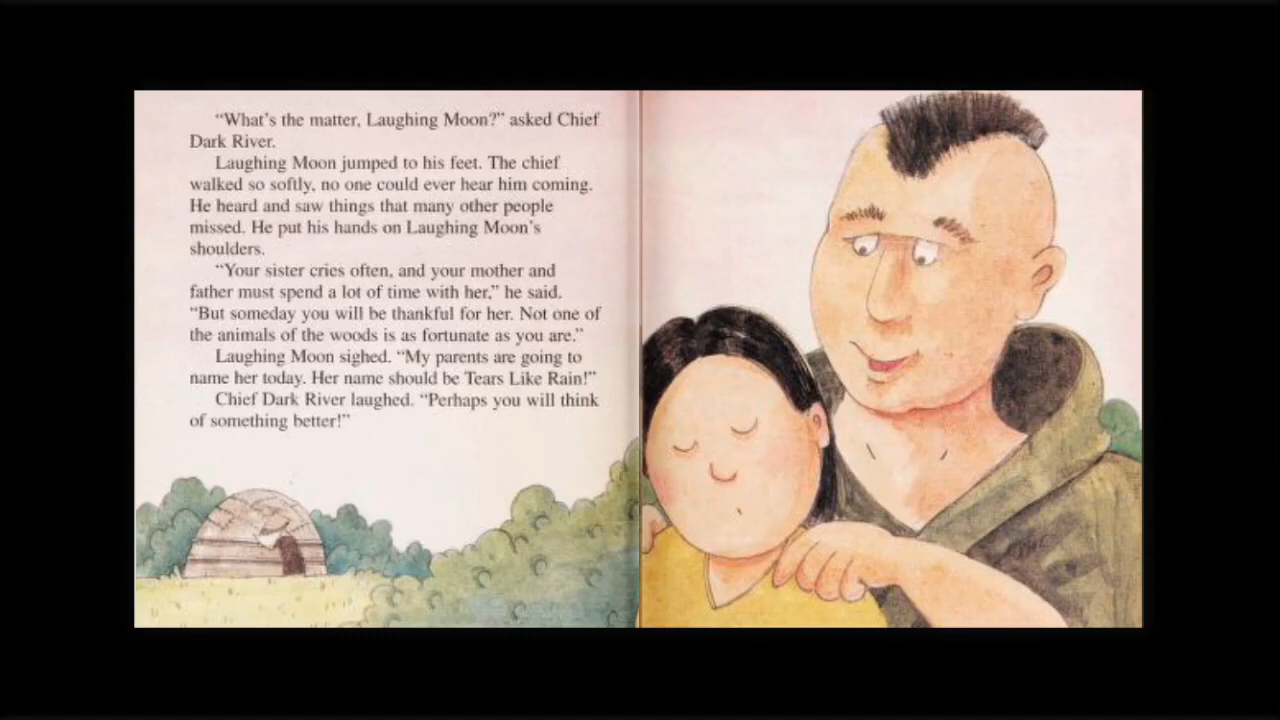 “What’s the matter, Laughing Moon?” asked Chief
Dark River.
Laughing Moon jumped to his feet. The chief
walked so softly, no one could ever hear him coming.
He heard and saw things that many other people
missed. He put his hands on Laughing Moon’s
shoulders.
“Your sister cries often, and your mother and
father must spend a lot of time with her,” he said.
“But someday you will be thankful for her. Not one of
the animals of the woods is as fortunate as you are.”
Laughing Moon sighed. “My parents are going to
name her today. Her name should be Tears Like Rain!”
Chief Dark River laughed. “Perhaps you will think
of something better!”